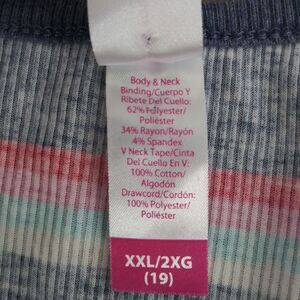 Body & Neck
Binding/Cuerpo Y
Ribete Del Cuello:
62% Polyester/
Poliéster
34% Rayon/Rayón
4% Spandex
V Neck Tape/Cinta
Del Cuello En V:
100% Cotton/
Algodón
Drawcord/Cordón:
100% Polyester/
Poliéster
XXL/2XG
(19)